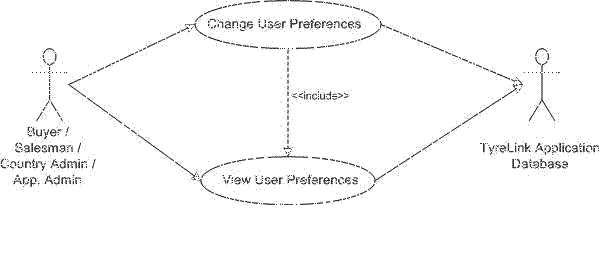 Change User Preferences
<<include>>
Buyer /
Salesman /
Country Admin /
App. Admin
TyreLink Application
Database
View User Preferences